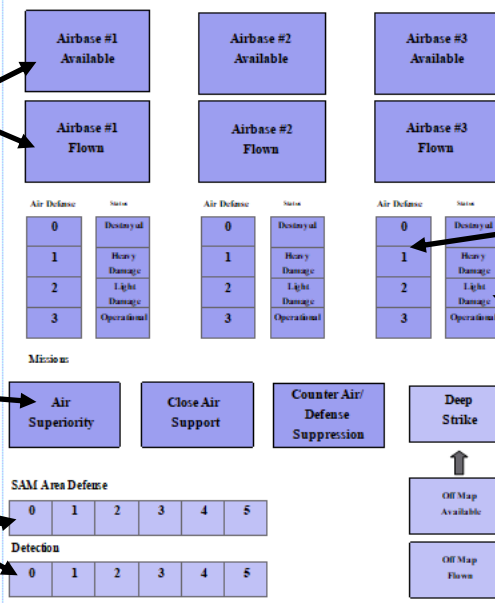 Airbase #1 Airbase #2 Airbase #3
Available Available Available
Airbase #1 Airbase #2 Airbase #3
Flown Flown Flown
Air Defense Status Air Defense Status Air Defense Status
0 Destroyed 0 Destroyed 0 Destroyed
1 Heavy Damage 1 Heavy Damage 1 Heavy Damage
2 Light Damage 2 Light Damage 2 Light Damage
3 Operational 3 Operational 3 Operational
Missions
Air Superiority
Close Air Support
Counter Air/ Defense Suppression
Deep Strike
SAM Area Defense
0 1 2 3 4 5
Off Map Available
Detection
0 1 2 3 4 5
Off Map Flown